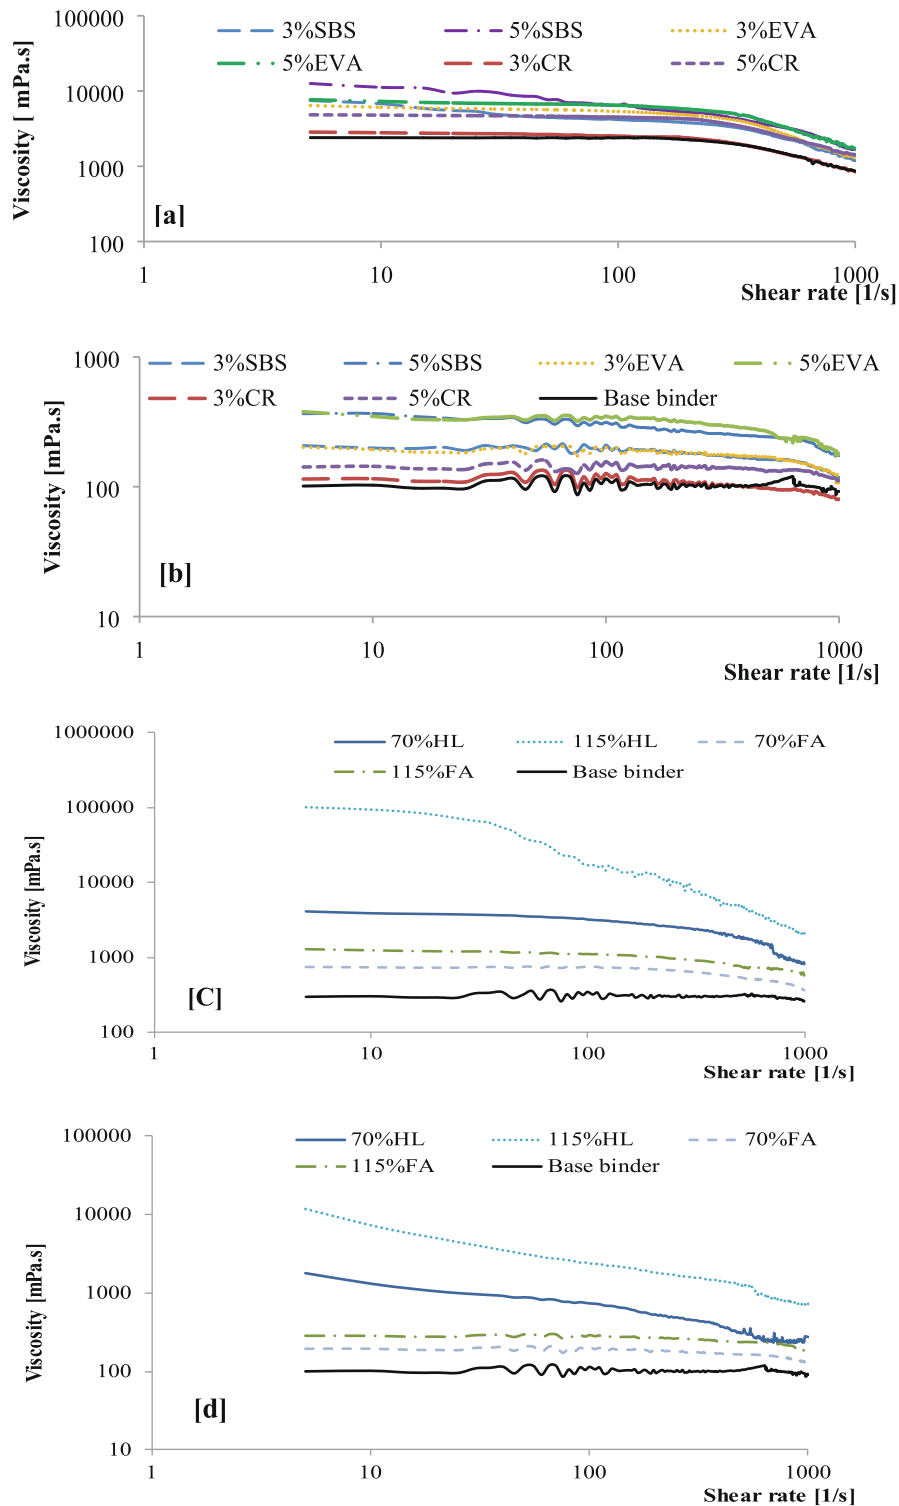 100000
3%SBS 5%SBS 3%EVA
5%EVA 3%CR 5%CR
10000
Viscosity [ mPa.s]
1000
[a]
100
1 10 100 1000
Shear rate [1/s]
1000
3%SBS 5%SBS 3%EVA 5%EVA
3%CR 5%CR Base binder
Viscosity [mPa.s]
100
[b]
10
1 10 100 1000
Shear rate [1/s]
1000000
70%HL 115%HL 70%FA
115%FA Base binder
100000
10000
Viscosity [mPa.s]
1000
[C]
100
1 10 100 1000
Shear rate [1/s]
100000
70%HL 115%HL 70%FA
115%FA Base binder
10000
Viscosity [mPa.s]
1000
100
[d]
10
1 10 100 1000
Shear rate [1/s]